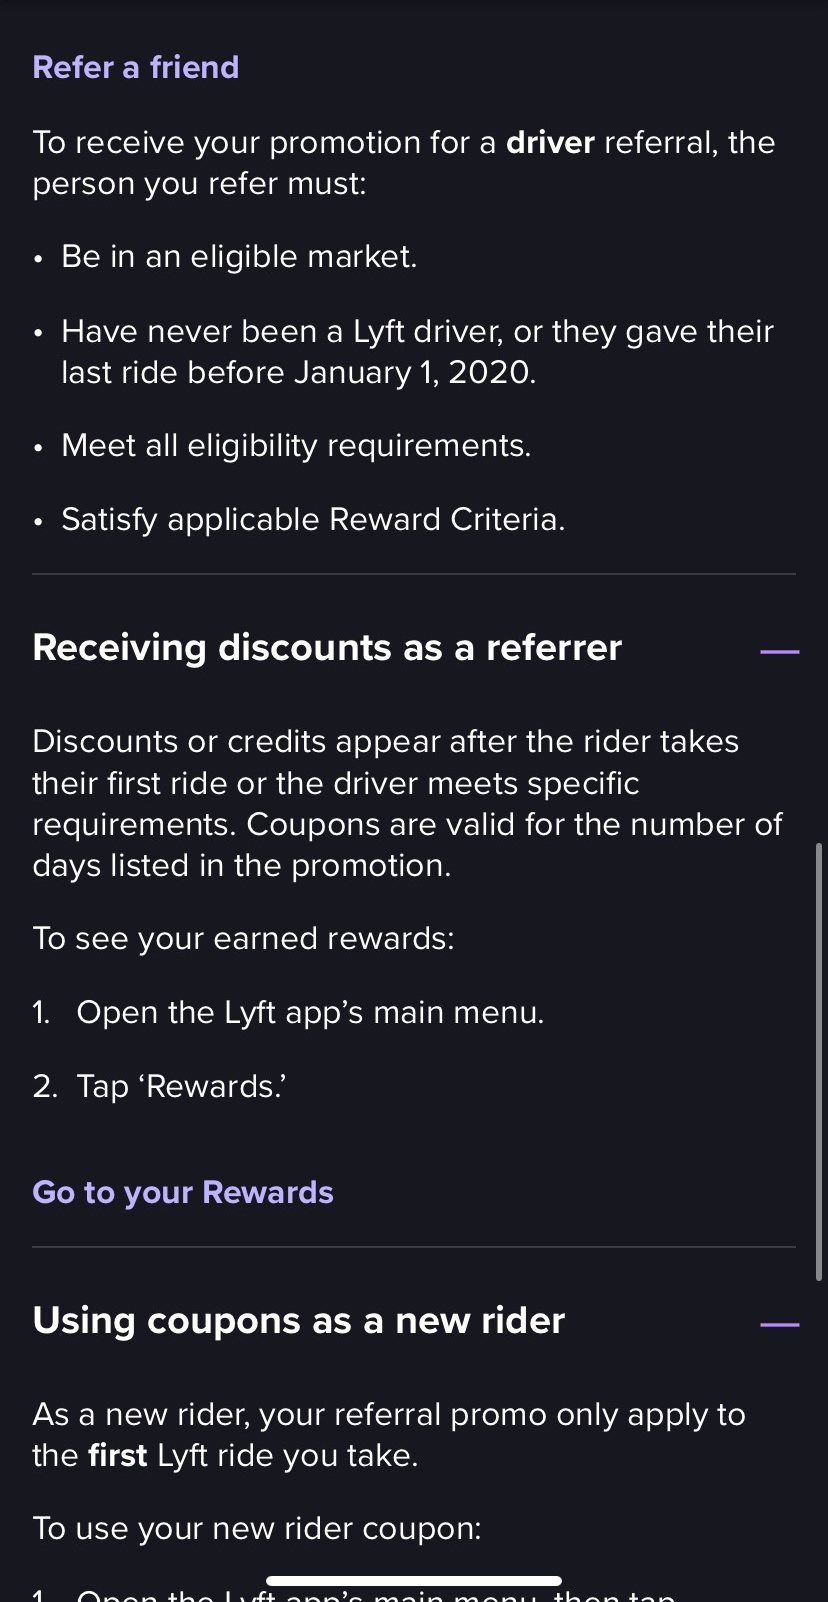 Refer a friend
To receive your promotion for a driver referral, the
person you refer must:
• Be in an eligible market.
• Have never been a Lyft driver, or they gave their
last ride before January 1, 2020.
• Meet all eligibility requirements.
• Satisfy applicable Reward Criteria.
Receiving discounts as a referrer
Discounts or credits appear after the rider takes
their first ride or the driver meets specific
requirements. Coupons are valid for the number of
days listed in the promotion.
To see your earned rewards:
1. Open the Lyft app’s main menu.
2. Tap ‘Rewards.’
Go to your Rewards
Using coupons as a new rider
As a new rider, your referral promo only apply to
the first Lyft ride you take.
To use your new rider coupon:
1. Open the Lyft app’s main menu, then tap